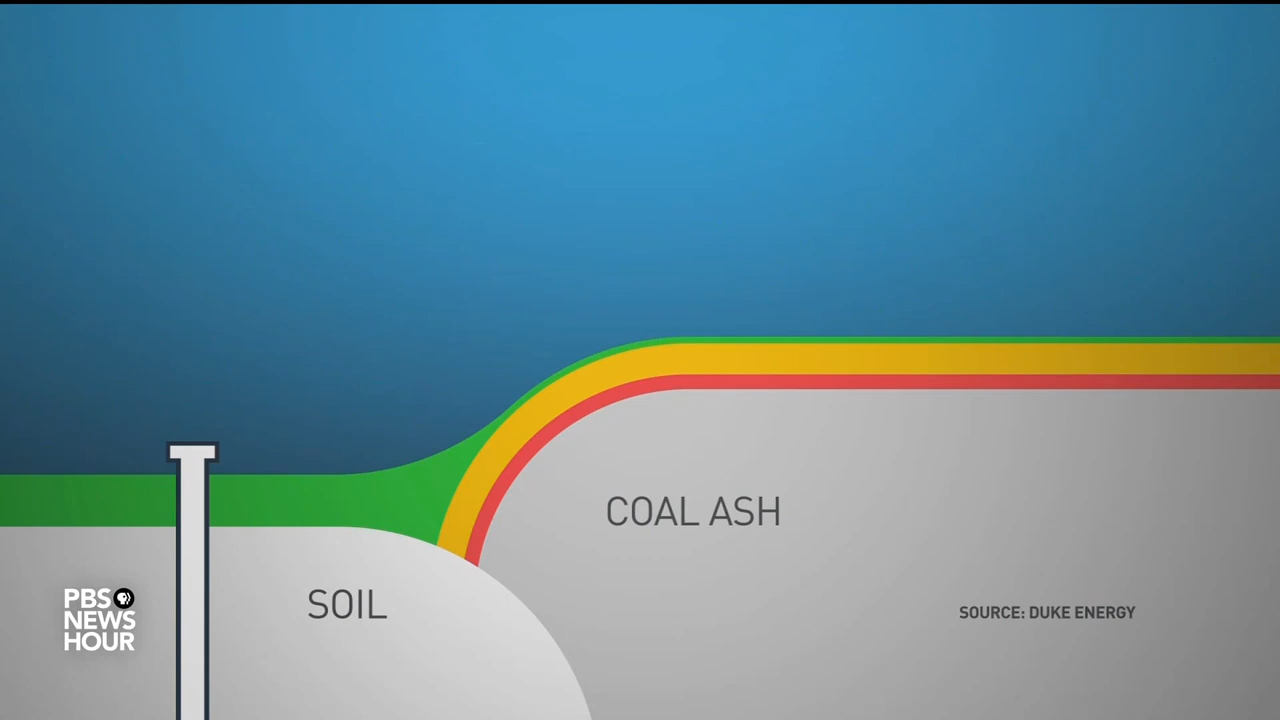 COAL ASH
SOIL
PBS
NEWS
HOUR
SOURCE: DUKE ENERGY